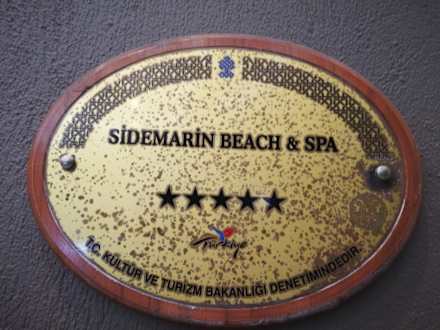 SİDEMARİN BEACH & SPA
Türkiye
T.C. KÜLTÜR VE TURİZM BAKANLIĞI DENETİMİNDEDİR.